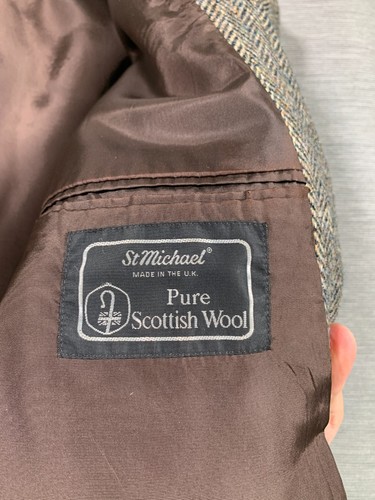 St Michael®
MADE IN THE U.K.
Pure
Scottish Wool